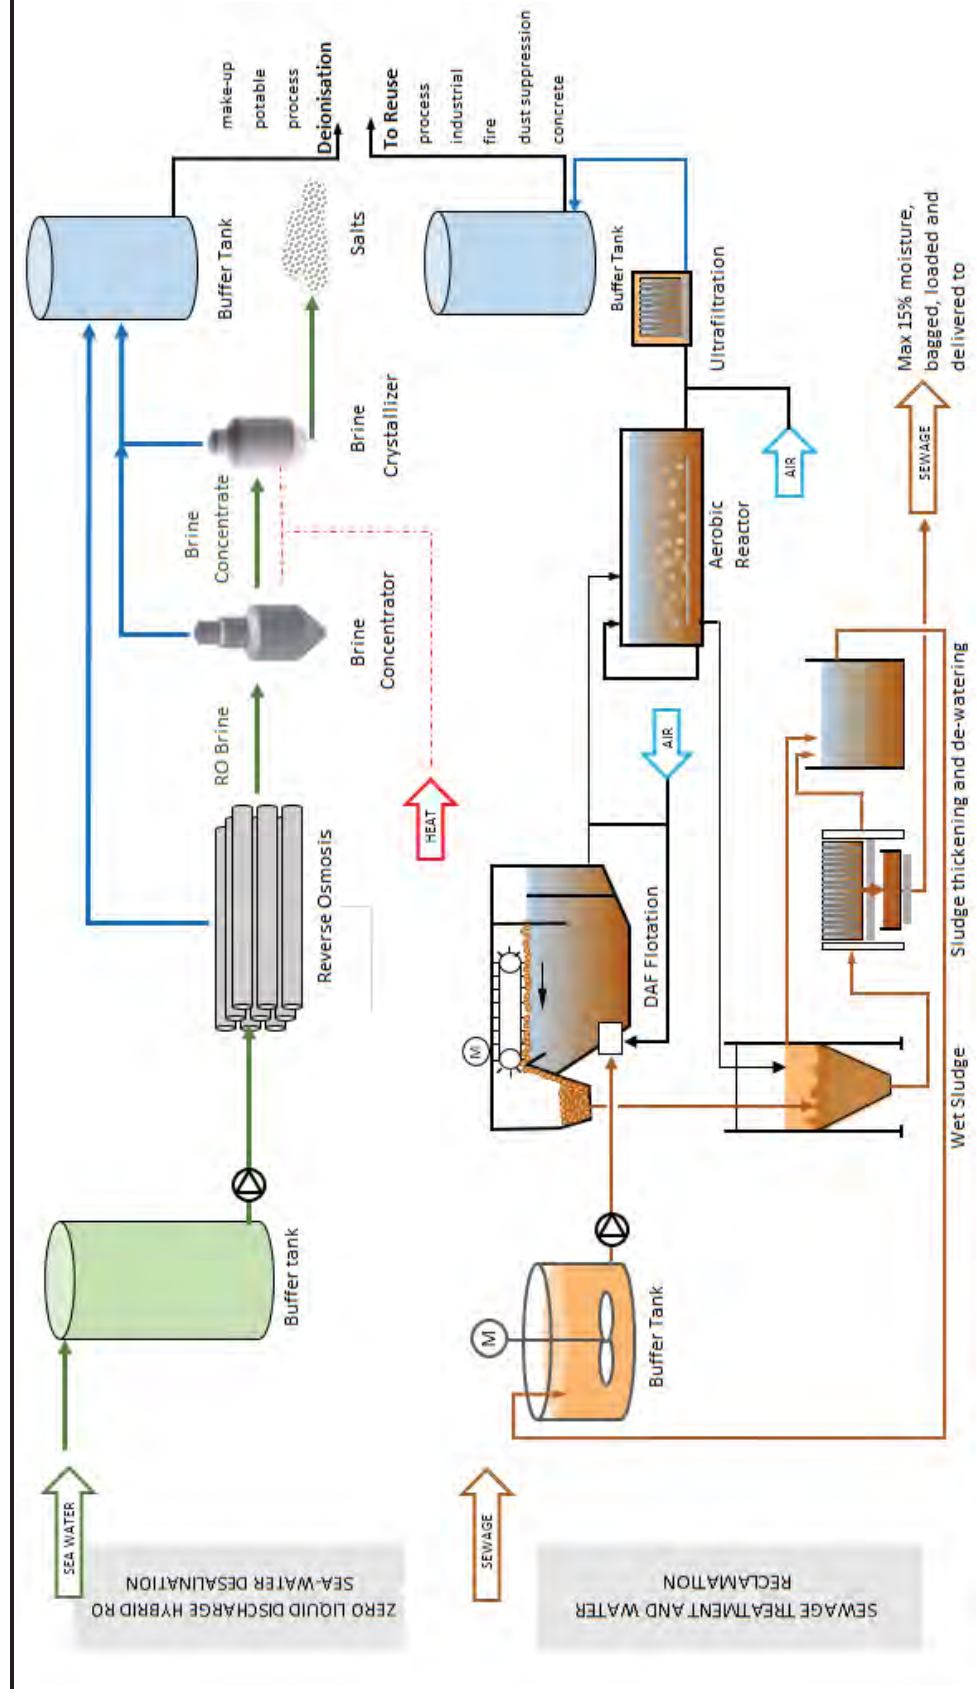 ZERO LIQUID DISCHARGE HYBRID RO
SEA-WATER DESALINATION
SEA WATER
Buffer tank
Reverse Osmosis
RO Brine
Brine
Concentrator
Brine
Concentrate
Brine
Crystallizer
Salts
Buffer Tank
make-up
potable
process
Deionisation
HEAT
To Reuse
process
industrial
fire
dust suppression
concrete
SEWAGE TREATMENT AND WATER
RECLAMATION
SEWAGE
M
Buffer Tank
M
DAF Flotation
AIR
Aerobic
Reactor
AIR
Ultrafiltration
Buffer Tank
Wet Sludge
Sludge thickening and de-watering
SEWAGE
Max 15% moisture,
bagged, loaded and
delivered to